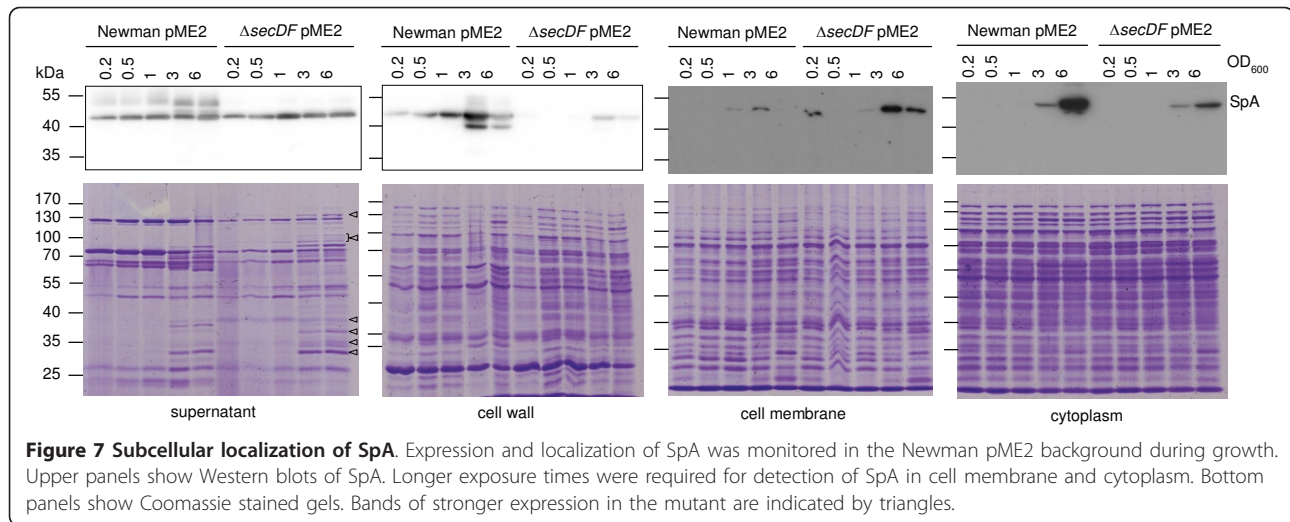 Newman pME2 ΔsecDF pME2 Newman pME2 ΔsecDF pME2 Newman pME2 ΔsecDF pME2 Newman pME2 ΔsecDF pME2
kDa 0.2 0.5 1 3 6 0.2 0.5 1 3 6 0.2 0.5 1 3 6 0.2 0.5 1 3 6 0.2 0.5 1 3 6 0.2 0.5 1 3 6 0.2 0.5 1 3 6 0.2 0.5 1 3 6 OD600
55
SpA
40
35
170
130
100
70
55
40
35
25
supernatant cell wall cell membrane cytoplasm
Figure 7 Subcellular localization of SpA. Expression and localization of SpA was monitored in the Newman pME2 background during growth.
Upper panels show Western blots of SpA. Longer exposure times were required for detection of SpA in cell membrane and cytoplasm. Bottom
panels show Coomassie stained gels. Bands of stronger expression in the mutant are indicated by triangles.